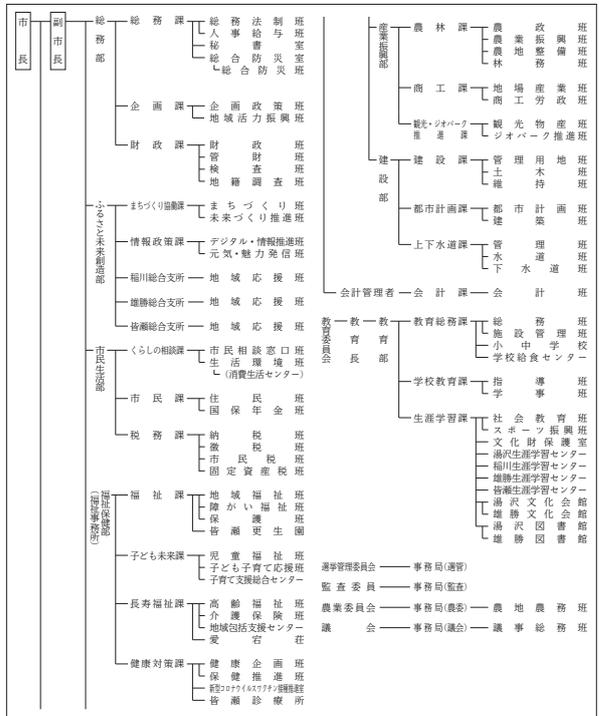 市長
副市長
総務部
総務課
総務法制班
人事給与班
秘書室
総合防災室
総合防災班
企画課
企画政策班
地域活力振興班
財政課
財政班
管財班
検査班
地籍調査班
ふるさと未来創造部
まちづくり協働課
まちづくり班
未来づくり推進班
情報政策課
デジタル・情報推進班
元気・魅力発信班
稲川総合支所
地域応援班
雄勝総合支所
地域応援班
皆瀬総合支所
地域応援班
市民生活部
くらしの相談課
市民相談窓口班
生活環境班
(消費生活センター)
市民課
住民班
国保年金班
税務課
納税班
徴税班
市民税班
固定資産税班
福祉保健部
(福祉事務所)
福祉課
地域福祉班
障がい福祉班
保護班
皆瀬更生園
子ども未来課
児童福祉班
子ども子育て応援班
子育て支援総合センター
長寿福祉課
高齢福祉班
介護保険班
地域包括支援センター
愛宕荘
健康対策課
健康企画班
保健推進班
新型コロナウイルスワクチン接種推進室
皆瀬診療所
産業振興部
農林課
農政班
農業振興班
農地整備班
林務班
商工課
地場産業班
商工労政班
観光・ジオパーク
推進課
観光物産班
ジオパーク推進班
建設部
建設課
管理用地班
土木班
維持班
都市計画課
都市計画班
建築班
上下水道課
管理班
水道班
下水道班
会計管理者
会計課
会計班
教育委員会
教育長
教育部
教育総務課
総務班
施設管理班
小中学校
学校給食センター
学校教育課
指導班
学事班
生涯学習課
社会教育班
スポーツ振興班
文化財保護室
湯沢生涯学習センター
稲川生涯学習センター
雄勝生涯学習センター
皆瀬生涯学習センター
湯沢文化会館
雄勝文化会館
湯沢図書館
雄勝図書館
選挙管理委員会
事務局(選管)
監査委員
事務局(監査)
農業委員会
事務局(農委)
農地農務班
議会
事務局(議会)
議事総務班